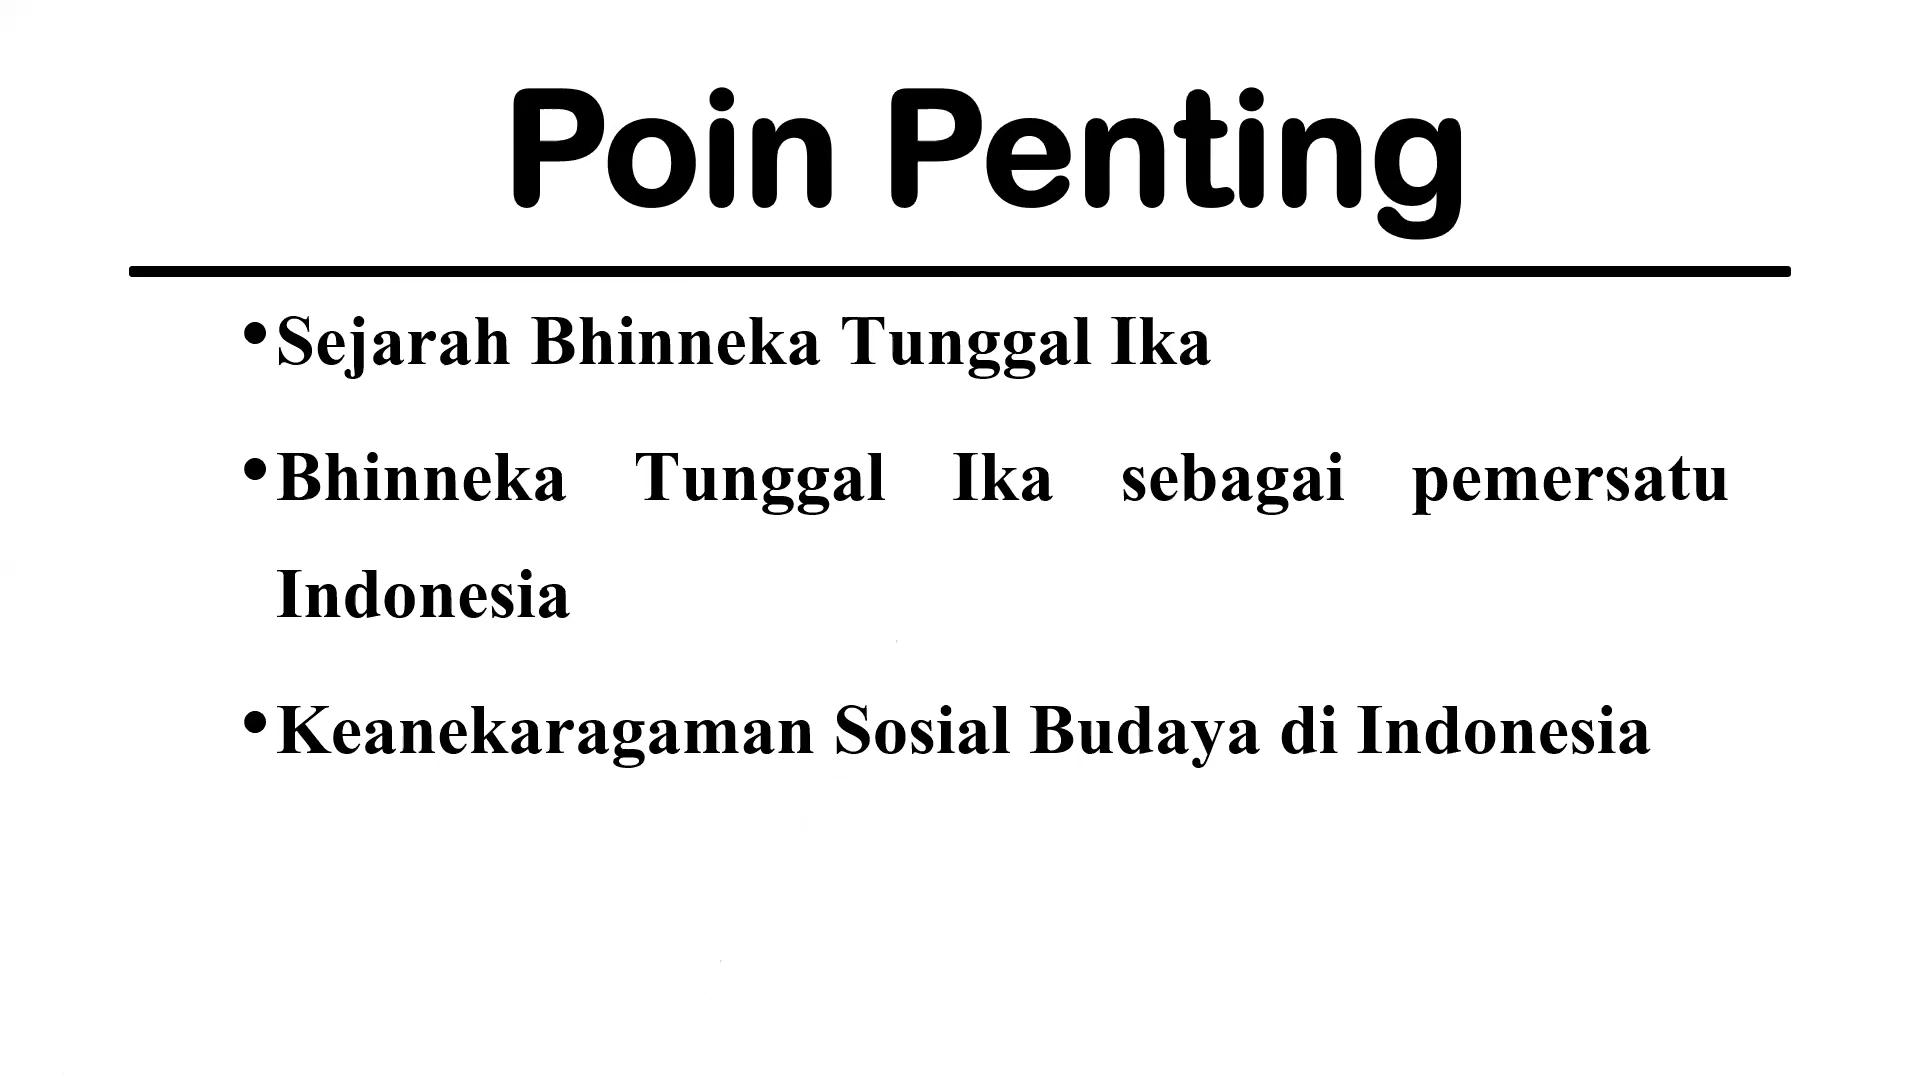 Poin Penting
•Sejarah Bhinneka Tunggal Ika
•Bhinneka Tunggal Ika sebagai pemersatu
Indonesia
•Keanekaragaman Sosial Budaya di Indonesia